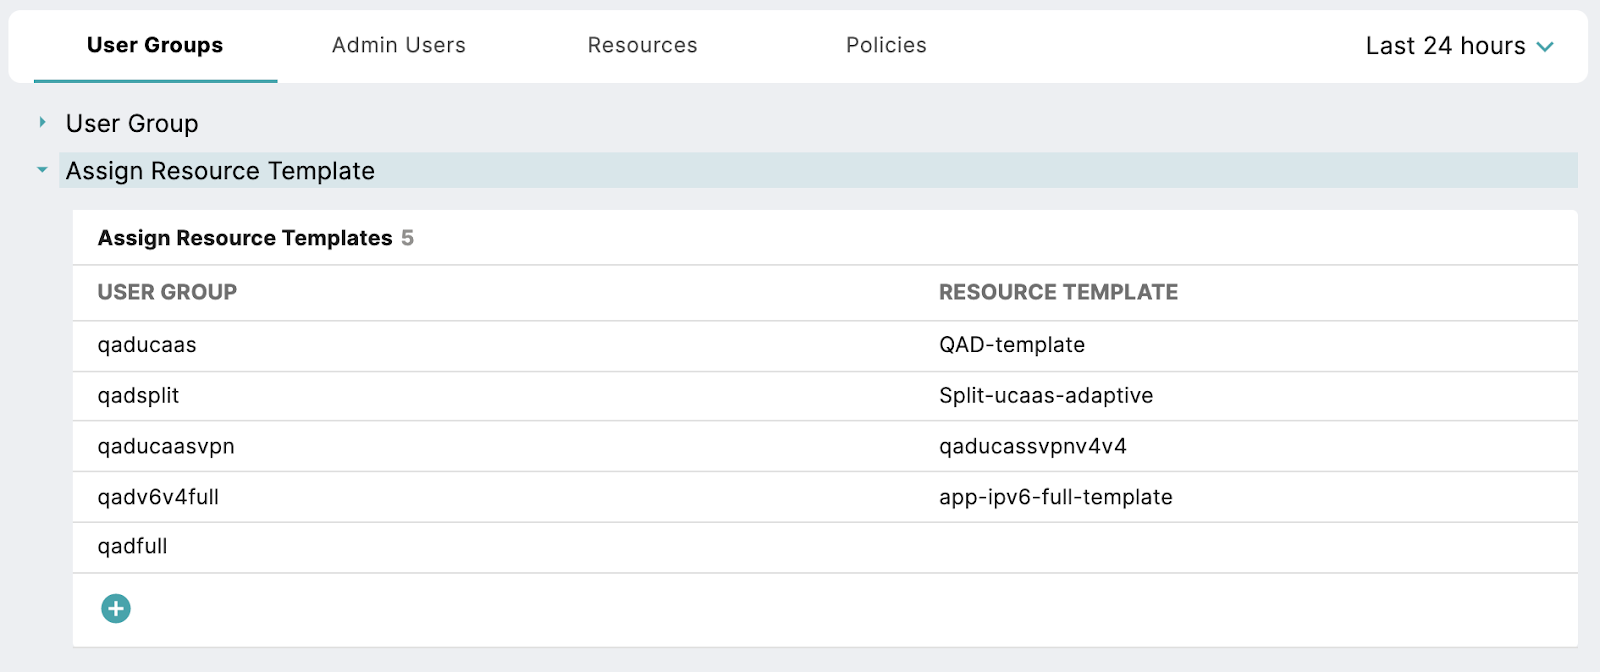 User Groups Admin Users Resources Policies Last 24 hours
User Group
Assign Resource Template
Assign Resource Templates 5
USER GROUP RESOURCE TEMPLATE
qaducaas QAD-template
qadsplit Split-ucaas-adaptive
qaducaasvpn qaducassvpnv4v4
qadv6v4full app-ipv6-full-template
qadfull